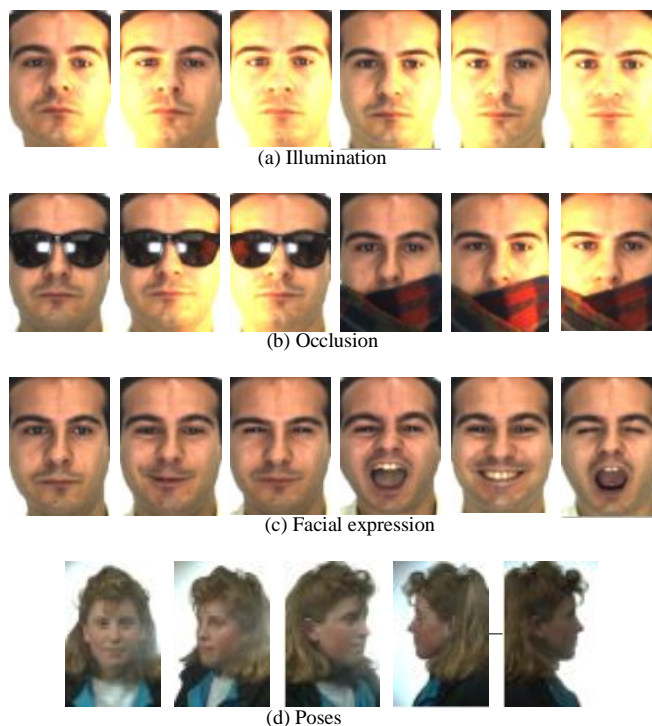 (a) Illumination
(b) Occlusion
(c) Facial expression
(d) Poses